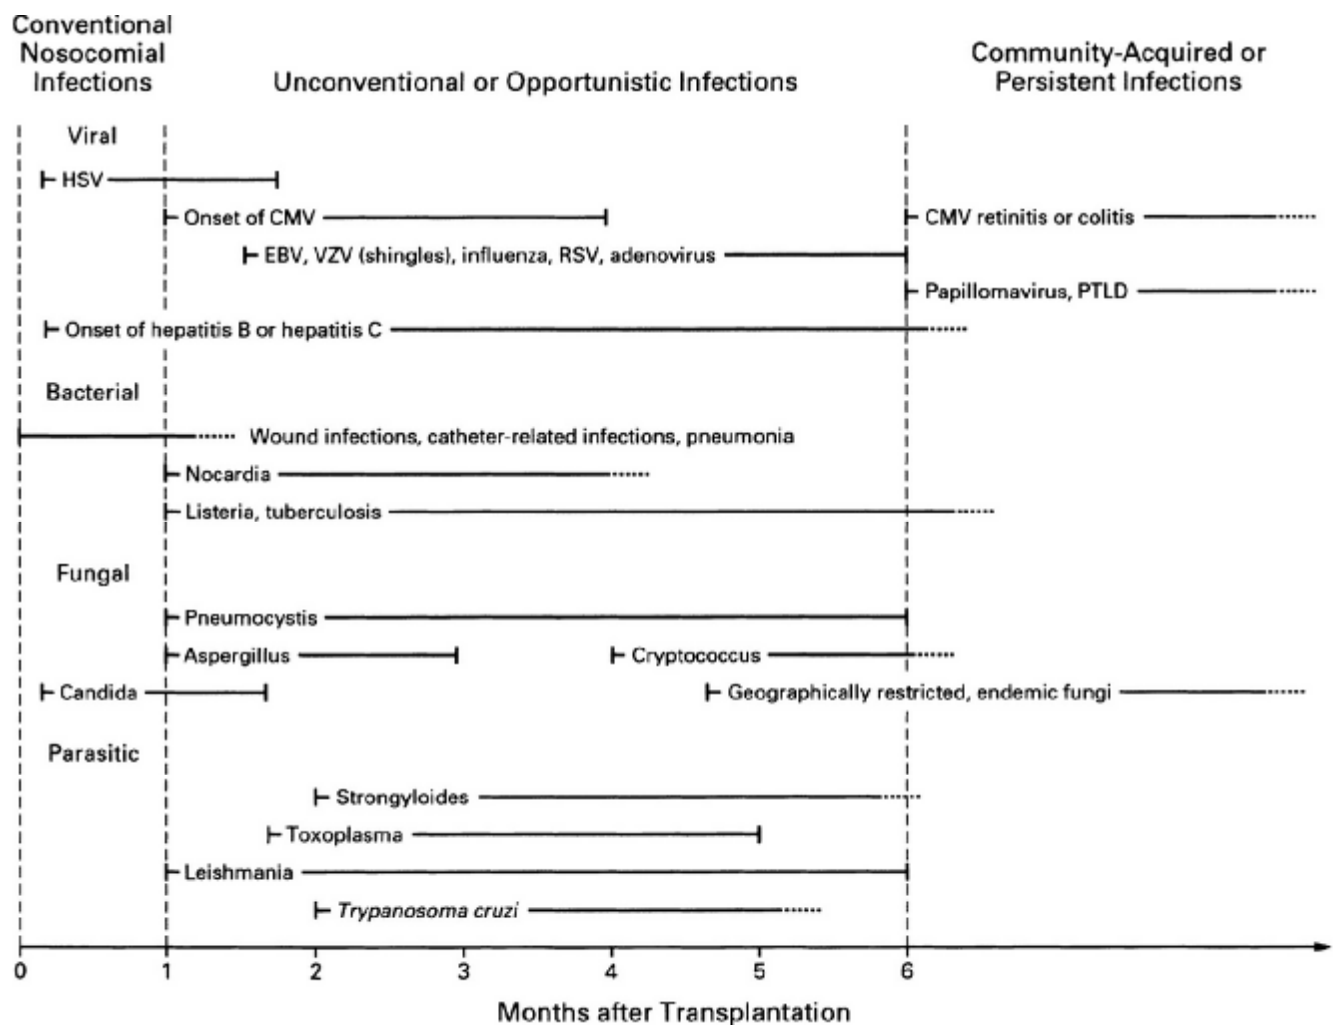 Conventional
Nosocomial
Infections
Unconventional or Opportunistic Infections
Community-Acquired or
Persistent Infections
Viral
HSV
Onset of CMV
CMV retinitis or colitis
EBV, VZV (shingles), influenza, RSV, adenovirus
Papillomavirus, PTLD
Onset of hepatitis B or hepatitis C
Bacterial
Wound infections, catheter-related infections, pneumonia
Nocardia
Listeria, tuberculosis
Fungal
Pneumocystis
Aspergillus
Cryptococcus
Candida
Geographically restricted, endemic fungi
Parasitic
Strongyloides
Toxoplasma
Leishmania
Trypanosoma cruzi
0 1 2 3 4 5 6
Months after Transplantation